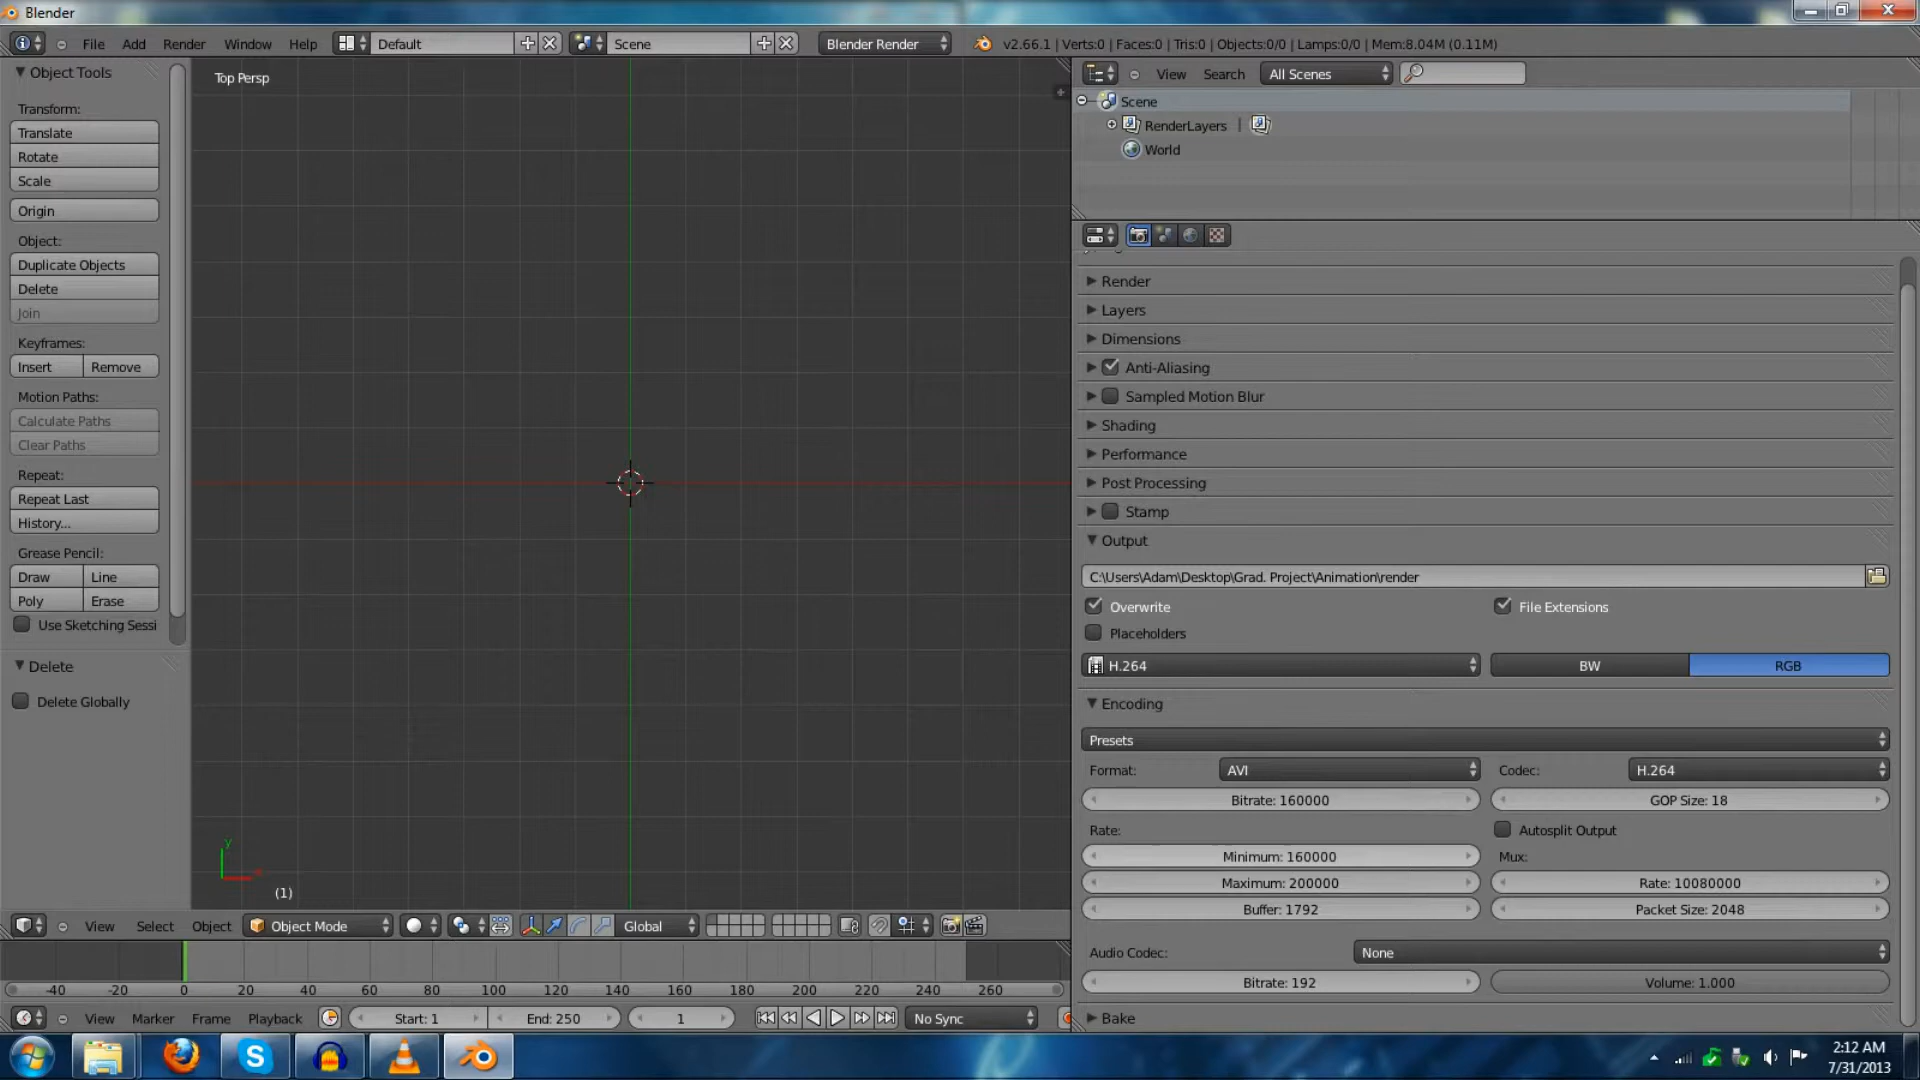 Blender
File Add Render Window Help Default Scene Blender Render v2.66.1 | Verts:0 | Faces:0 | Tris:0 | Objects:0/0 | Lamps:0/0 | Mem:8.04M (0.11M)
Object Tools
Transform:
Translate
Rotate
Scale
Origin
Object:
Duplicate Objects
Delete
Join
Keyframes:
Insert Remove
Motion Paths:
Calculate Paths
Clear Paths
Repeat:
Repeat Last
History...
Grease Pencil:
Draw Line
Poly Erase
Use Sketching Sessi
Delete
Delete Globally
Top Persp
y
(1)
View Select Object Object Mode Global
-40 -20 0 20 40 60 80 100 120 140 160 180 200 220 240 260
View Marker Frame Playback Start: 1 End: 250 1 No Sync
View Search All Scenes
Scene
RenderLayers |
World
Render
Layers
Dimensions
Anti-Aliasing
Sampled Motion Blur
Shading
Performance
Post Processing
Stamp
Output
C:\Users\Adam\Desktop\Grad. Project\Animation\render
Overwrite File Extensions
Placeholders
H.264 BW RGB
Encoding
Presets
Format: AVI Codec: H.264
Bitrate: 160000 GOP Size: 18
Rate: Autosplit Output
Minimum: 160000 Mux:
Maximum: 200000 Rate: 10080000
Buffer: 1792 Packet Size: 2048
Audio Codec: None
Bitrate: 192 Volume: 1.000
Bake
2:12 AM
7/31/2013